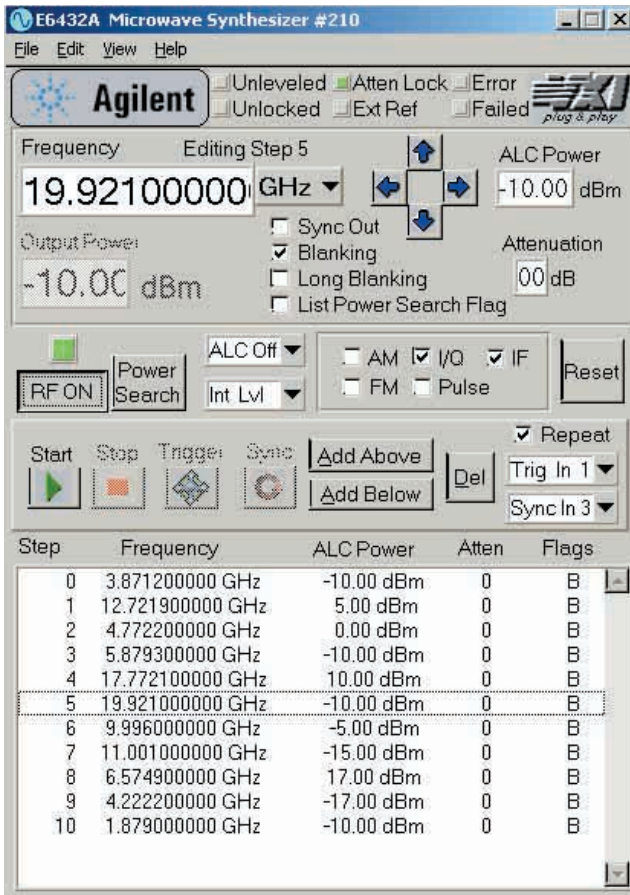 E6432A Microwave Synthesizer #210
File Edit View Help
Agilent
Unleveled Atten Lock Error
Unlocked Ext Ref Failed
VXI plug & play
Frequency Editing Step 5 ALC Power
19.92100000 GHz -10.00 dBm
Sync Out
Output Power Blanking Attenuation
-10.00 dBm Long Blanking 00 dB
List Power Search Flag
ALC Off AM I/Q IF
RF ON Power Search Int Lvl FM Pulse Reset
Repeat
Start Stop Trigger Sync Add Above Del Trig In 1
Add Below Sync In 3
Step Frequency ALC Power Atten Flags
0 3.871200000 GHz -10.00 dBm 0 B
1 12.721900000 GHz 5.00 dBm 0 B
2 4.772200000 GHz 0.00 dBm 0 B
3 5.879300000 GHz -10.00 dBm 0 B
4 17.772100000 GHz 10.00 dBm 0 B
5 19.921000000 GHz -10.00 dBm 0 B
6 9.996000000 GHz -5.00 dBm 0 B
7 11.001000000 GHz -15.00 dBm 0 B
8 6.574900000 GHz 17.00 dBm 0 B
9 4.222200000 GHz -17.00 dBm 0 B
10 1.879000000 GHz -10.00 dBm 0 B